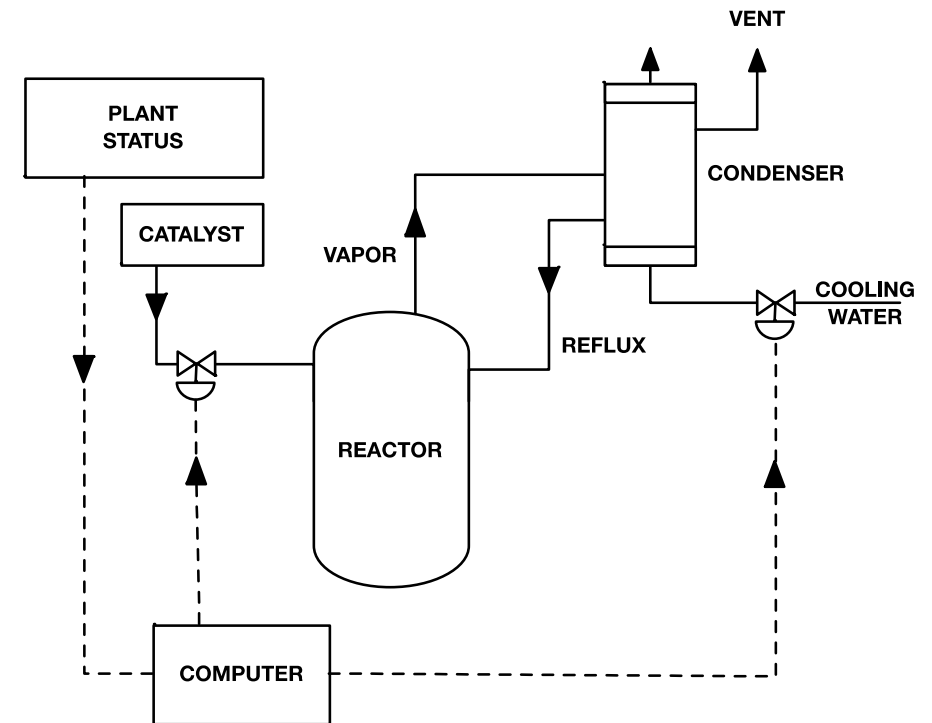 VENT
PLANT
STATUS
CONDENSER
CATALYST
VAPOR
COOLING
WATER
REFLUX
REACTOR
COMPUTER